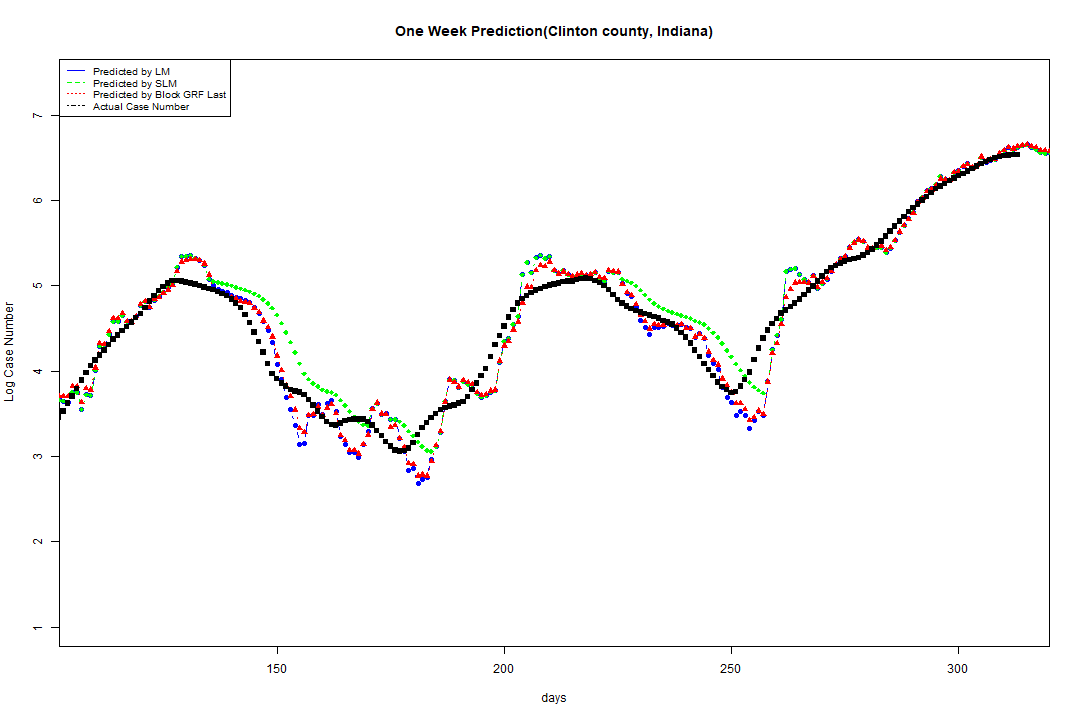 One Week Prediction(Clinton county, Indiana)
Predicted by LM
Predicted by SLM
Predicted by Block GRF Last
Actual Case Number
7
6
5
4
3
2
1
Log Case Number
150 200 250 300
days